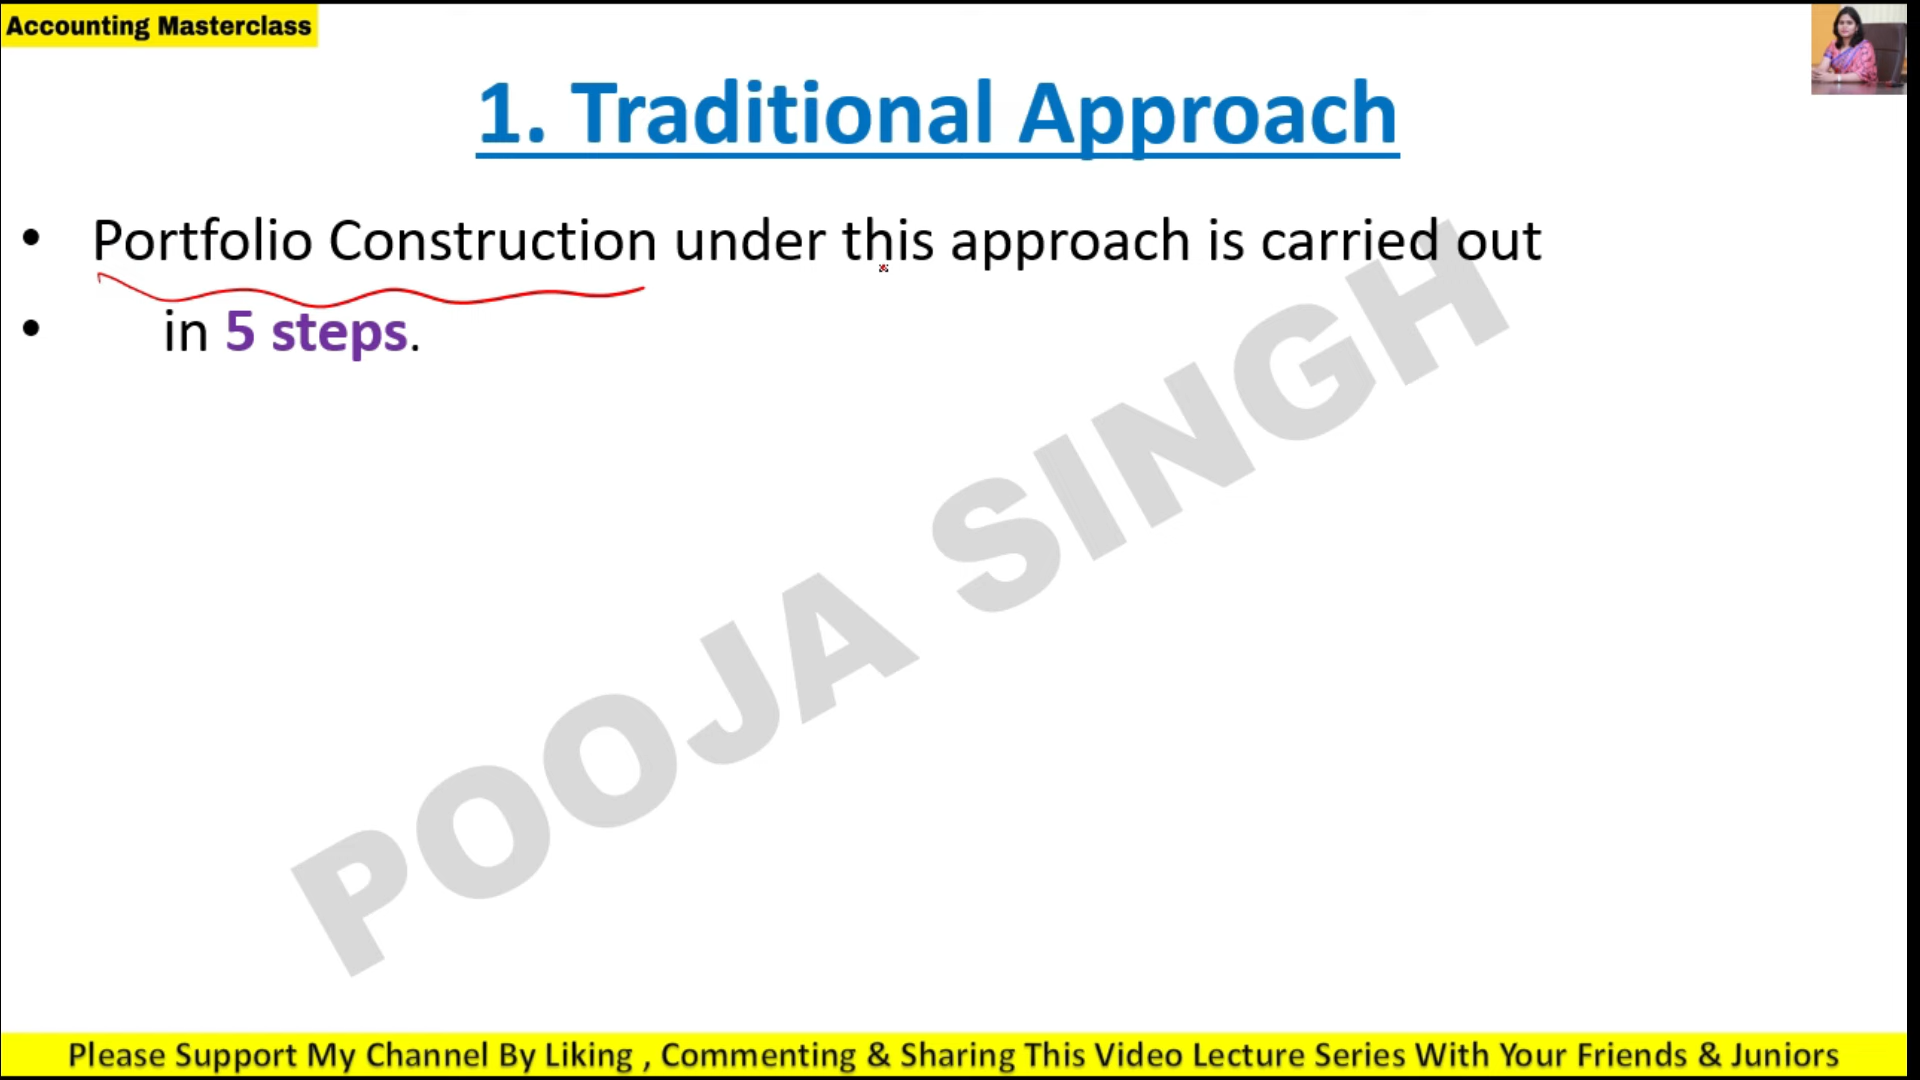 Accounting Masterclass
1. Traditional Approach
• Portfolio Construction under this approach is carried out
• in 5 steps.
POOJA SINGH
Please Support My Channel By Liking , Commenting & Sharing This Video Lecture Series With Your Friends & Juniors